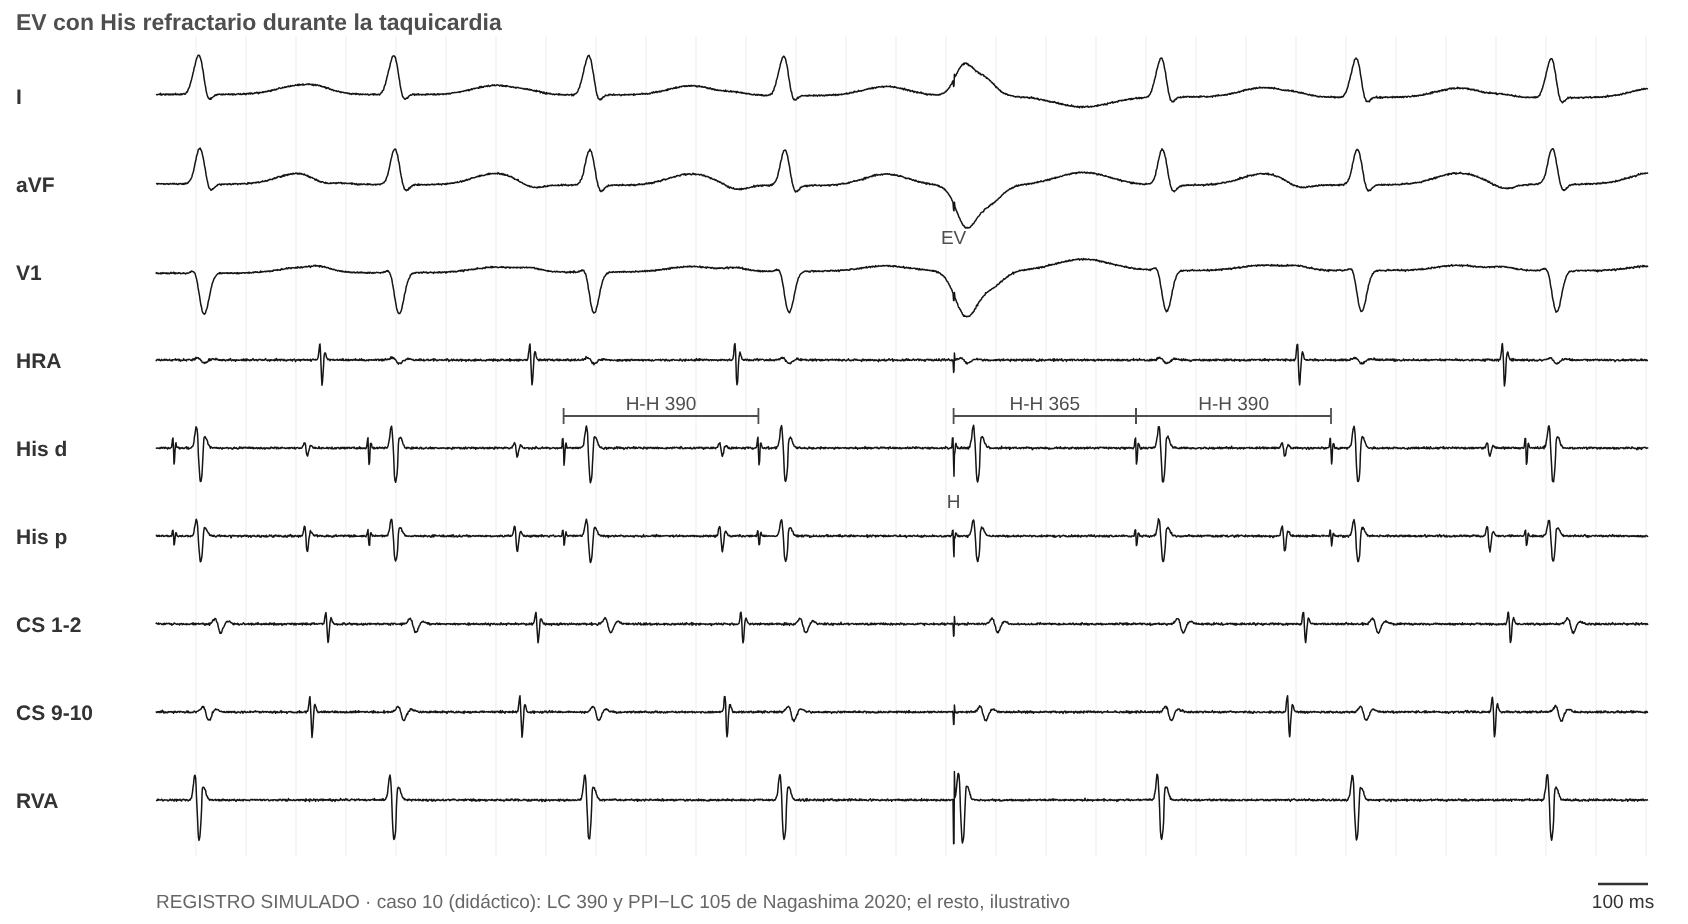 EV con His refractario durante la taquicardia
I
aVF
EV
V1
HRA
H-H 390 H-H 365 H-H 390
His d
H
His p
CS 1-2
CS 9-10
RVA
REGISTRO SIMULADO · caso 10 (didáctico): LC 390 y PPI−LC 105 de Nagashima 2020; el resto, ilustrativo
100 ms